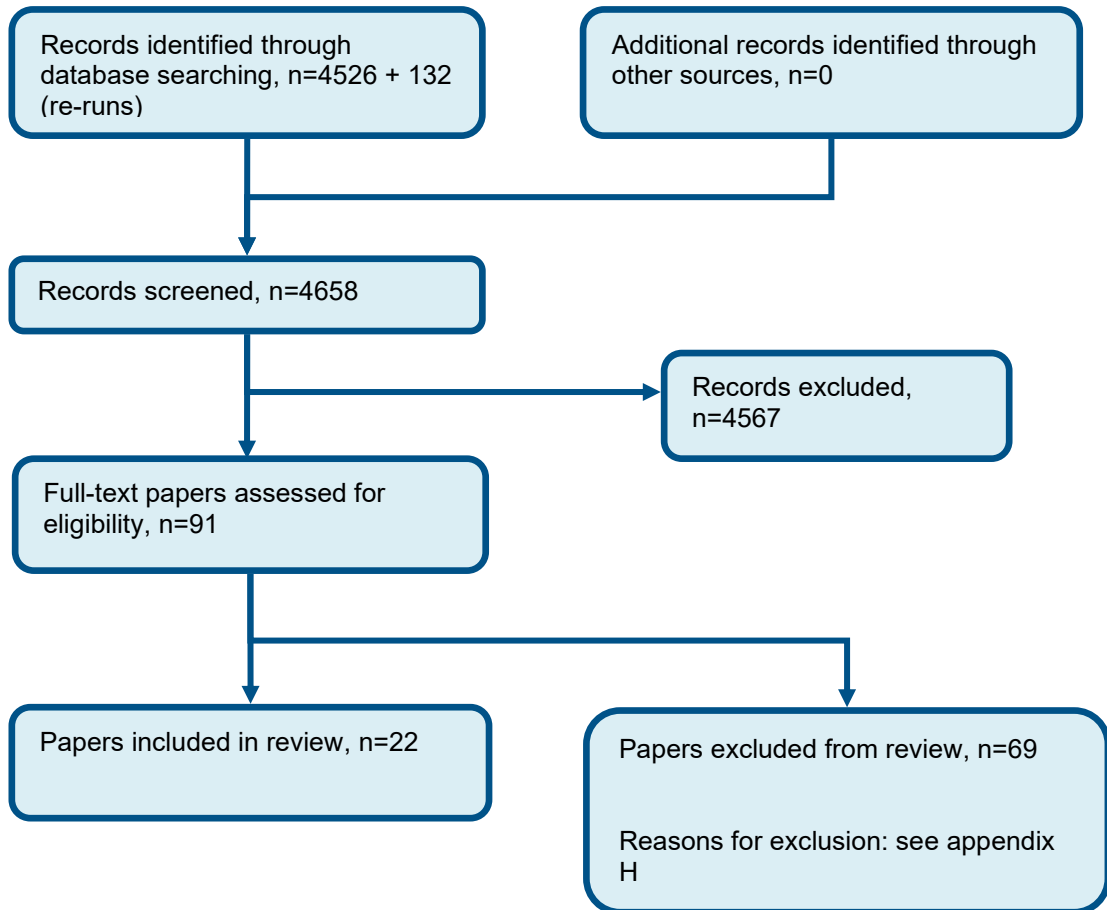 Records identified through
database searching, n=4526 + 132
(re-runs)
Additional records identified through
other sources, n=0
Records screened, n=4658
Records excluded,
n=4567
Full-text papers assessed for
eligibility, n=91
Papers included in review, n=22
Papers excluded from review, n=69
Reasons for exclusion: see appendix
H